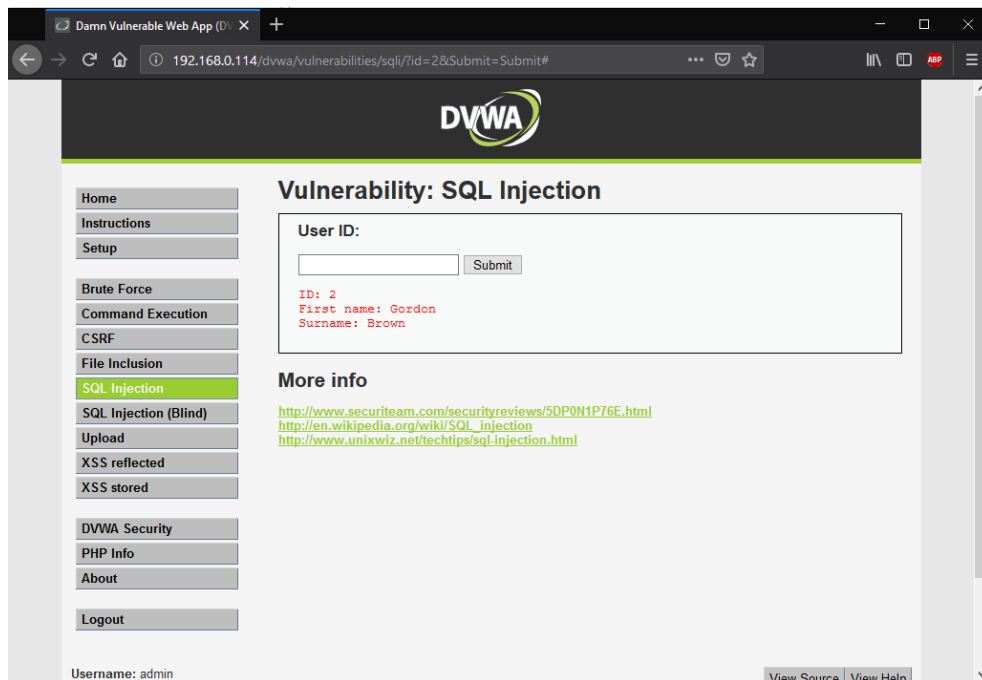 Damn Vulnerable Web App (DV
192.168.0.114/dvwa/vulnerabilities/sqli/?id=2&Submit=Submit#
ABP
DVWA
Home
Instructions
Setup
Brute Force
Command Execution
CSRF
File Inclusion
SQL Injection
SQL Injection (Blind)
Upload
XSS reflected
XSS stored
DVWA Security
PHP Info
About
Logout
Vulnerability: SQL Injection
User ID:
Submit
ID: 2
First name: Gordon
Surname: Brown
More info
http://www.securiteam.com/securityreviews/5DP0N1P76E.html
http://en.wikipedia.org/wiki/SQL_injection
http://www.unixwiz.net/techtips/sql-injection.html
Username: admin
View Source View Help